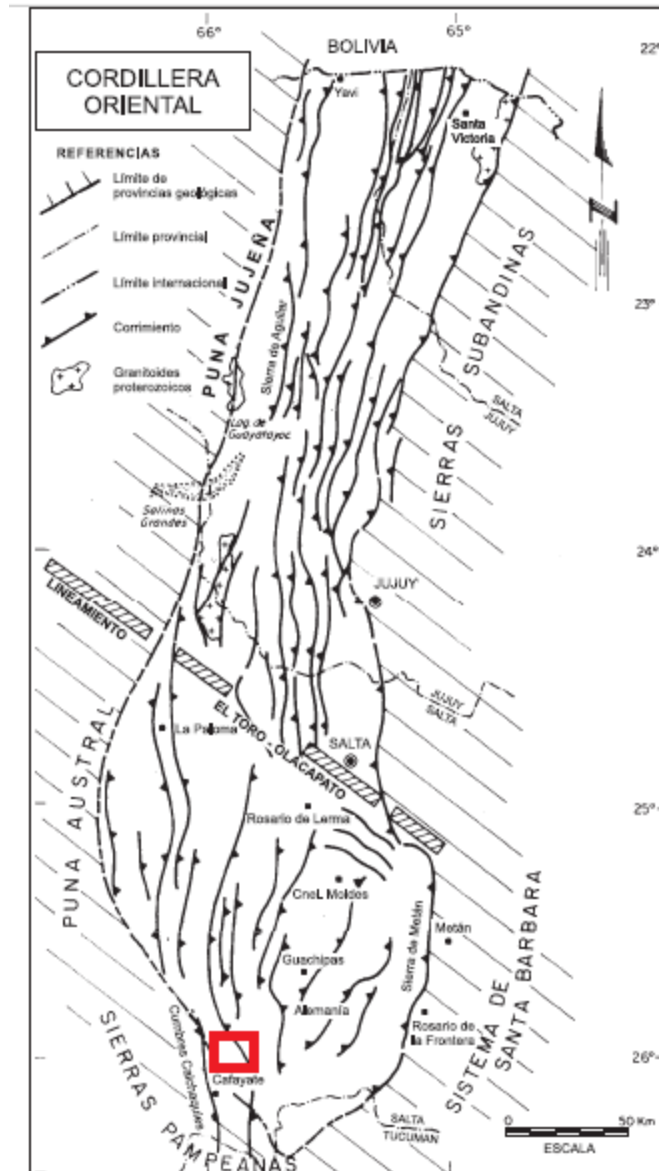 66°
65°
BOLIVIA
22°
CORDILLERA
ORIENTAL
Yavi
Santa
Victoria
REFERENCIAS
Límite de
provincias geológicas
Límite provincial
Límite internacional
Corrimiento
Granitoides
proterozoicos
N
PUNA JUJEÑA
Sierra de Aguilar
SIERRAS SUBANDINAS
23°
SALTA
JUJUY
Lag. de
Guayatayoc
Salinas
Grandes
24°
JUJUY
LINEAMIENTO
EL TORO - OLACAPATO
JUJUY
SALTA
La Paloma
SALTA
PUNA AUSTRAL
25°
Rosario de Lerma
Cnel. Moldes
Metán
Guachipas
Sierra de Metán
Alemanía
Rosario de
la Frontera
SISTEMA DE
SANTA BARBARA
Cumbres Calchaquíes
26°
Cafayate
SIERRAS PAMPEANAS
SALTA
TUCUMAN
0
50 Km
ESCALA